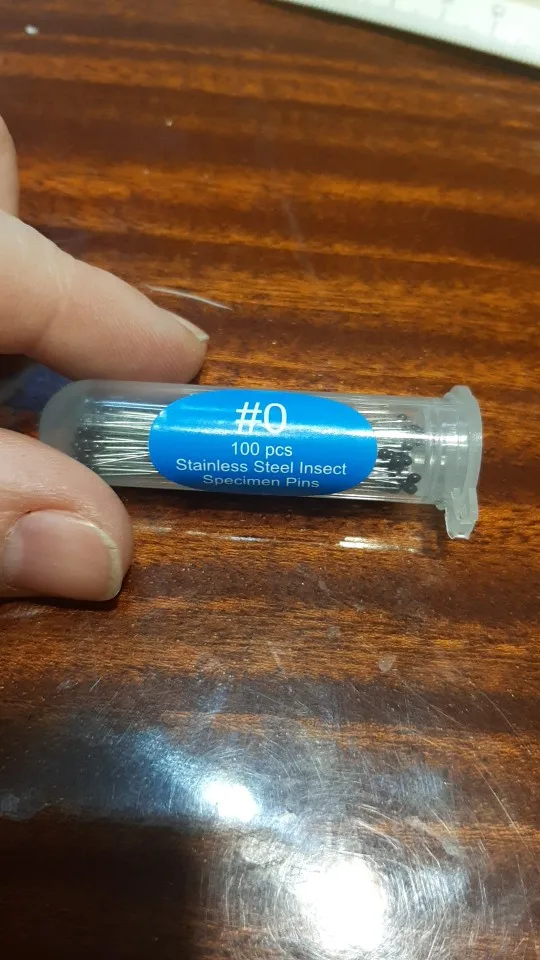 #0
100 pcs
Stainless Steel Insect
Specimen Pins